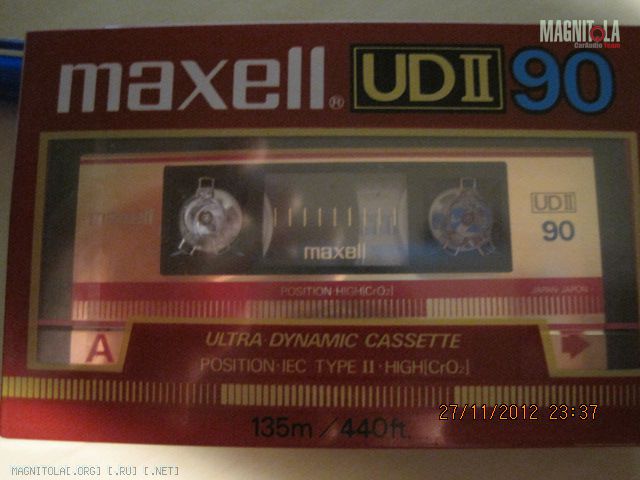 MAGNITOLA
CarAudio Team
maxell® UDII 90
maxell
UDII
90
maxell
POSITION·HIGH[CrO₂]
JAPAN·JAPON
A
ULTRA DYNAMIC CASSETTE
POSITION·IEC TYPE II·HIGH[CrO₂]
135m/440ft.
27/11/2012 23:37
MAGNITOLA[.ORG] [.RU] [.NET]